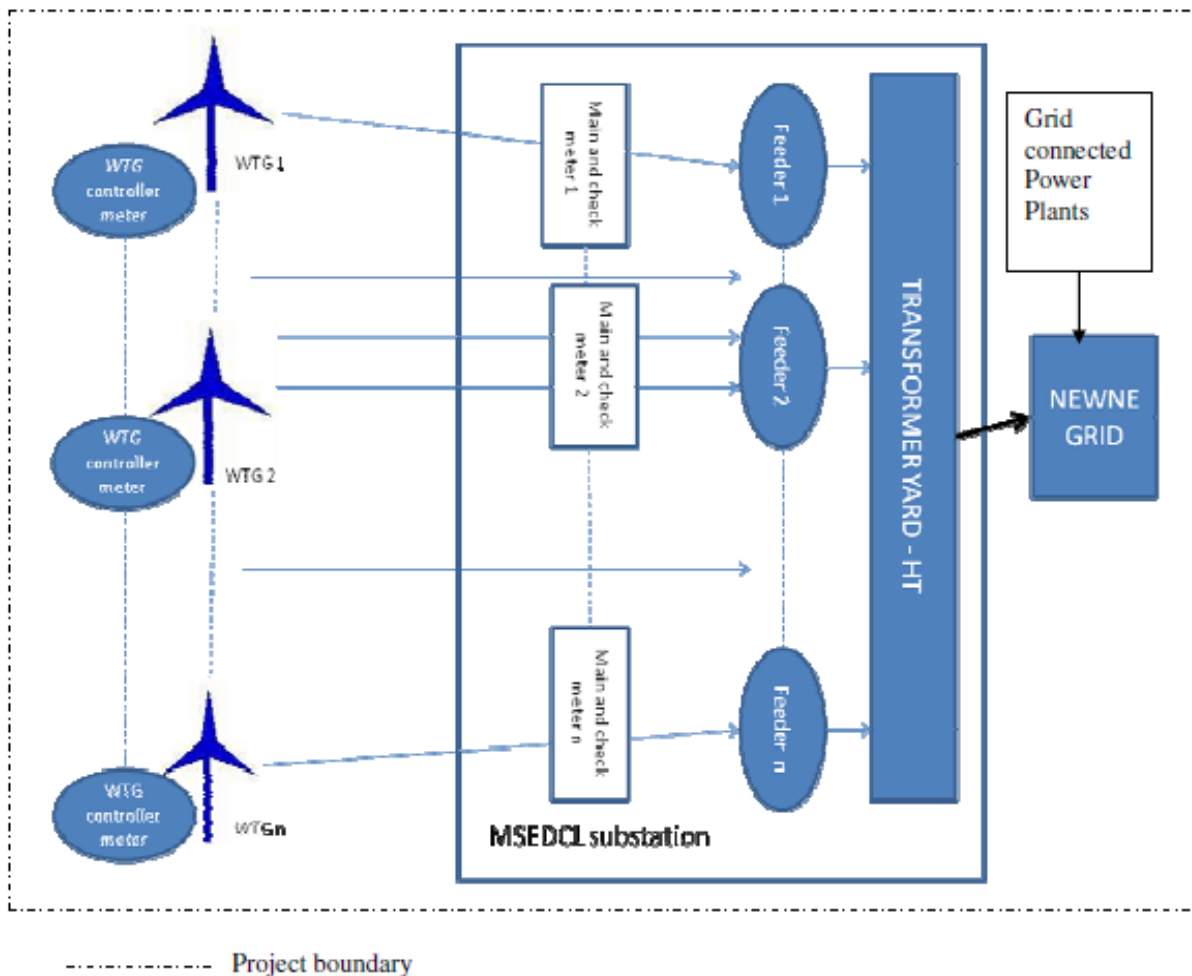 WTG
controller
meter
WTG 1
Main and check
meter 1
Feeder 1
Grid
connected
Power
Plants
WTG
controller
meter
WTG 2
Main and check
meter 2
Feeder 2
TRANSFORMER YARD - HT
NEWNE
GRID
WTG
controller
meter
WTGn
Main and check
meter n
Feeder n
MSEDCL substation
Project boundary